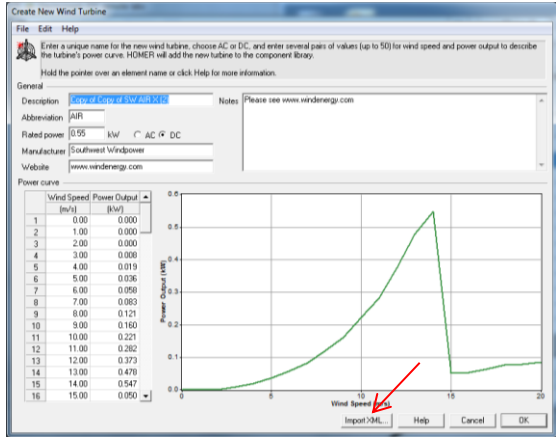 Create New Wind Turbine
File Edit Help
Enter a unique name for the new wind turbine, choose AC or DC, and enter several pairs of values (up to 50) for wind speed and power output to describe
the turbine's power curve. HOMER will add the new turbine to the component library.
Hold the pointer over an element name or click Help for more information.
General
Description Copy of Copy of SW AIR X (2) Notes Please see www.windenergy.com
Abbreviation AIR
Rated power 0.55 kW AC DC
Manufacturer Southwest Windpower
Website www.windenergy.com
Power curve
Wind Speed Power Output
(m/s) (kW)
1 0.00 0.000
2 1.00 0.000
3 2.00 0.000
4 3.00 0.008
5 4.00 0.019
6 5.00 0.036
7 6.00 0.058
8 7.00 0.083
9 8.00 0.121
10 9.00 0.160
11 10.00 0.221
12 11.00 0.282
13 12.00 0.373
14 13.00 0.478
15 14.00 0.547
16 15.00 0.050
Power Output (kW)
0.6
0.5
0.4
0.3
0.2
0.1
0.0
0 5 10 15 20
Wind Speed (m/s)
Import XML... Help Cancel OK